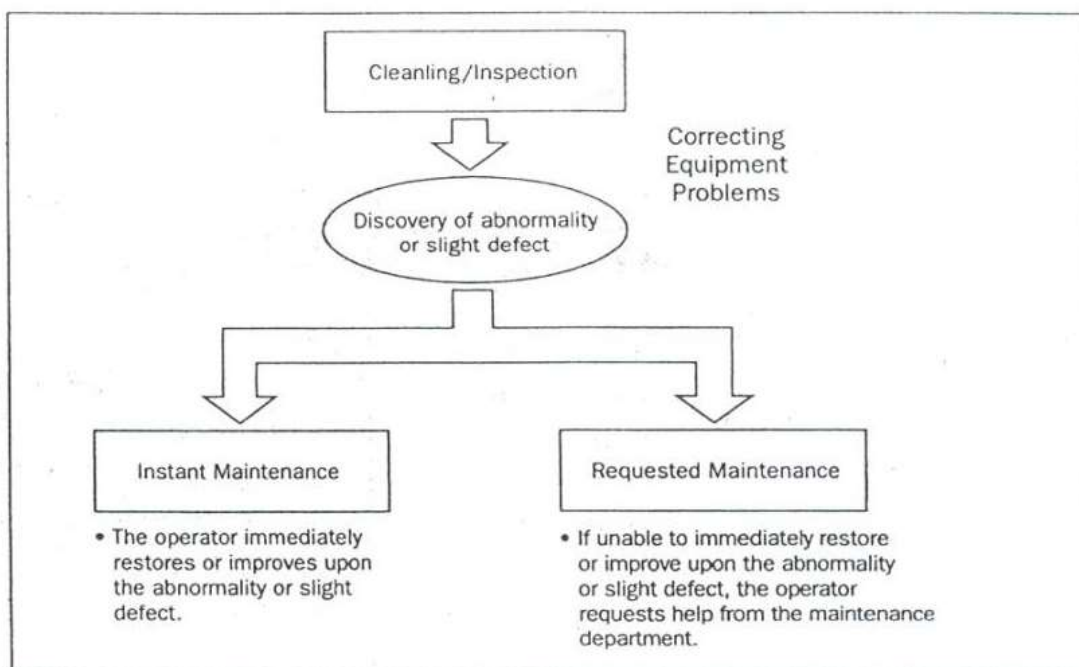 Cleanling/Inspection
Correcting
Equipment
Problems
Discovery of abnormality
or slight defect
Instant Maintenance
• The operator immediately
restores or improves upon
the abnormality or slight
defect.
Requested Maintenance
• If unable to immediately restore
or improve upon the abnormality
or slight defect, the operator
requests help from the maintenance
department.